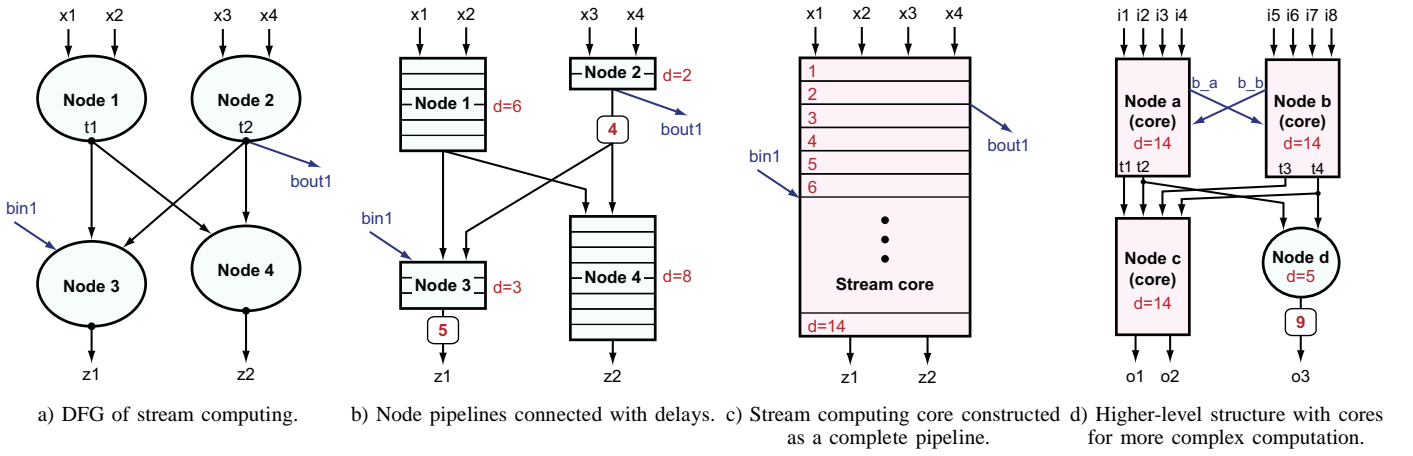 x1 x2 x3 x4
Node 1
t1
Node 2
t2
bout1
bin1
Node 3
Node 4
z1 z2
a) DFG of stream computing.
x1 x2 x3 x4
Node 1 d=6
Node 2 d=2
4
bout1
bin1
Node 3 d=3
Node 4 d=8
5
z1 z2
b) Node pipelines connected with delays.
x1 x2 x3 x4
1
2
3
4
5
6
bout1
bin1
Stream core
d=14
z1 z2
c) Stream computing core constructed
as a complete pipeline.
i1 i2 i3 i4 i5 i6 i7 i8
b_a b_b
Node a
(core)
d=14
t1 t2
Node b
(core)
d=14
t3 t4
Node c
(core)
d=14
Node d
d=5
9
o1 o2 o3
d) Higher-level structure with cores
for more complex computation.